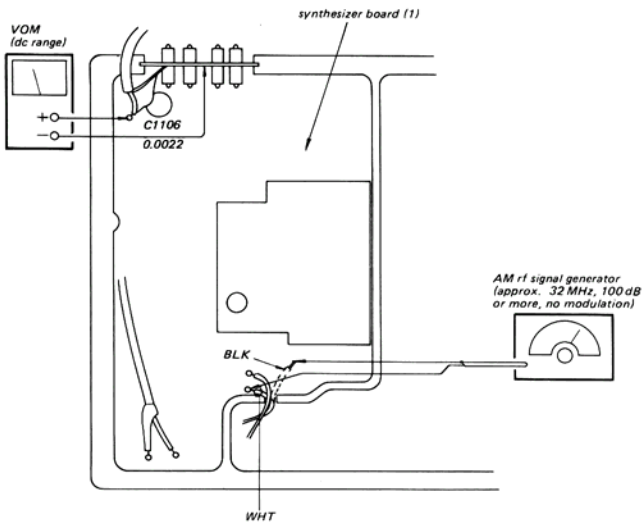 synthesizer board (1)
VOM
(dc range)
+
−
C1106
0.0022
AM rf signal generator
(approx. 32 MHz, 100 dB
or more, no modulation)
BLK
WHT